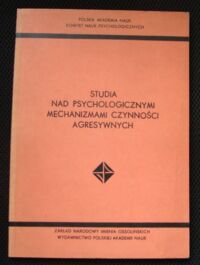 POLSKA AKADEMIA NAUK
KOMITET NAUK PSYCHOLOGICZNYCH
STUDIA
NAD PSYCHOLOGICZNYMI
MECHANIZMAMI CZYNNOŚCI
AGRESYWNYCH
ZAKŁAD NARODOWY IMIENIA OSSOLIŃSKICH
WYDAWNICTWO POLSKIEJ AKADEMII NAUK